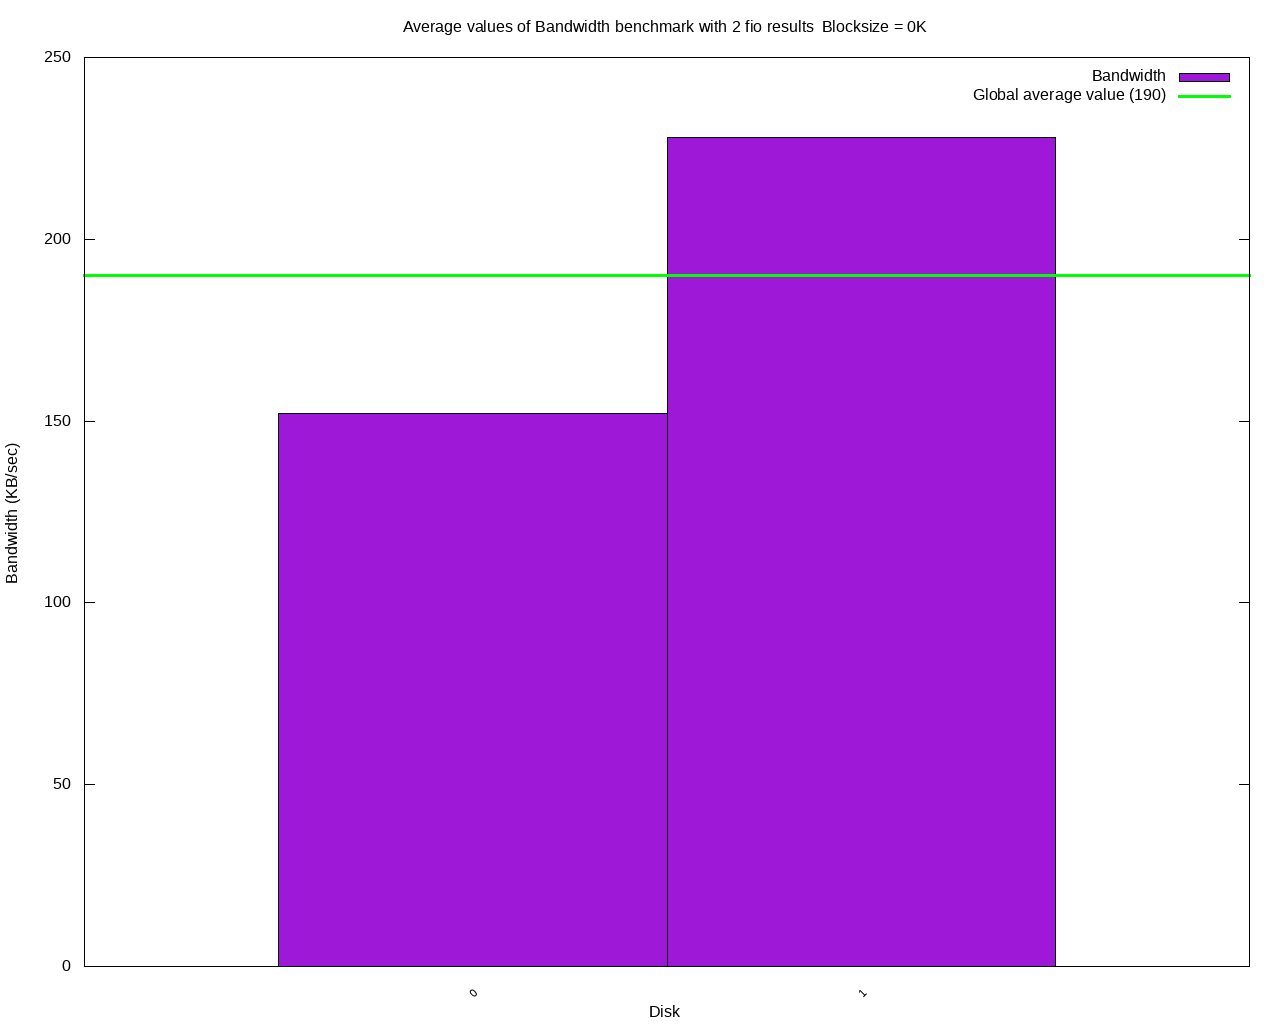 Average values of Bandwidth benchmark with 2 fio results  Blocksize = 0K
250
200
150
100
50
0
Bandwidth (KB/sec)
Bandwidth
Global average value (190)
0
1
Disk